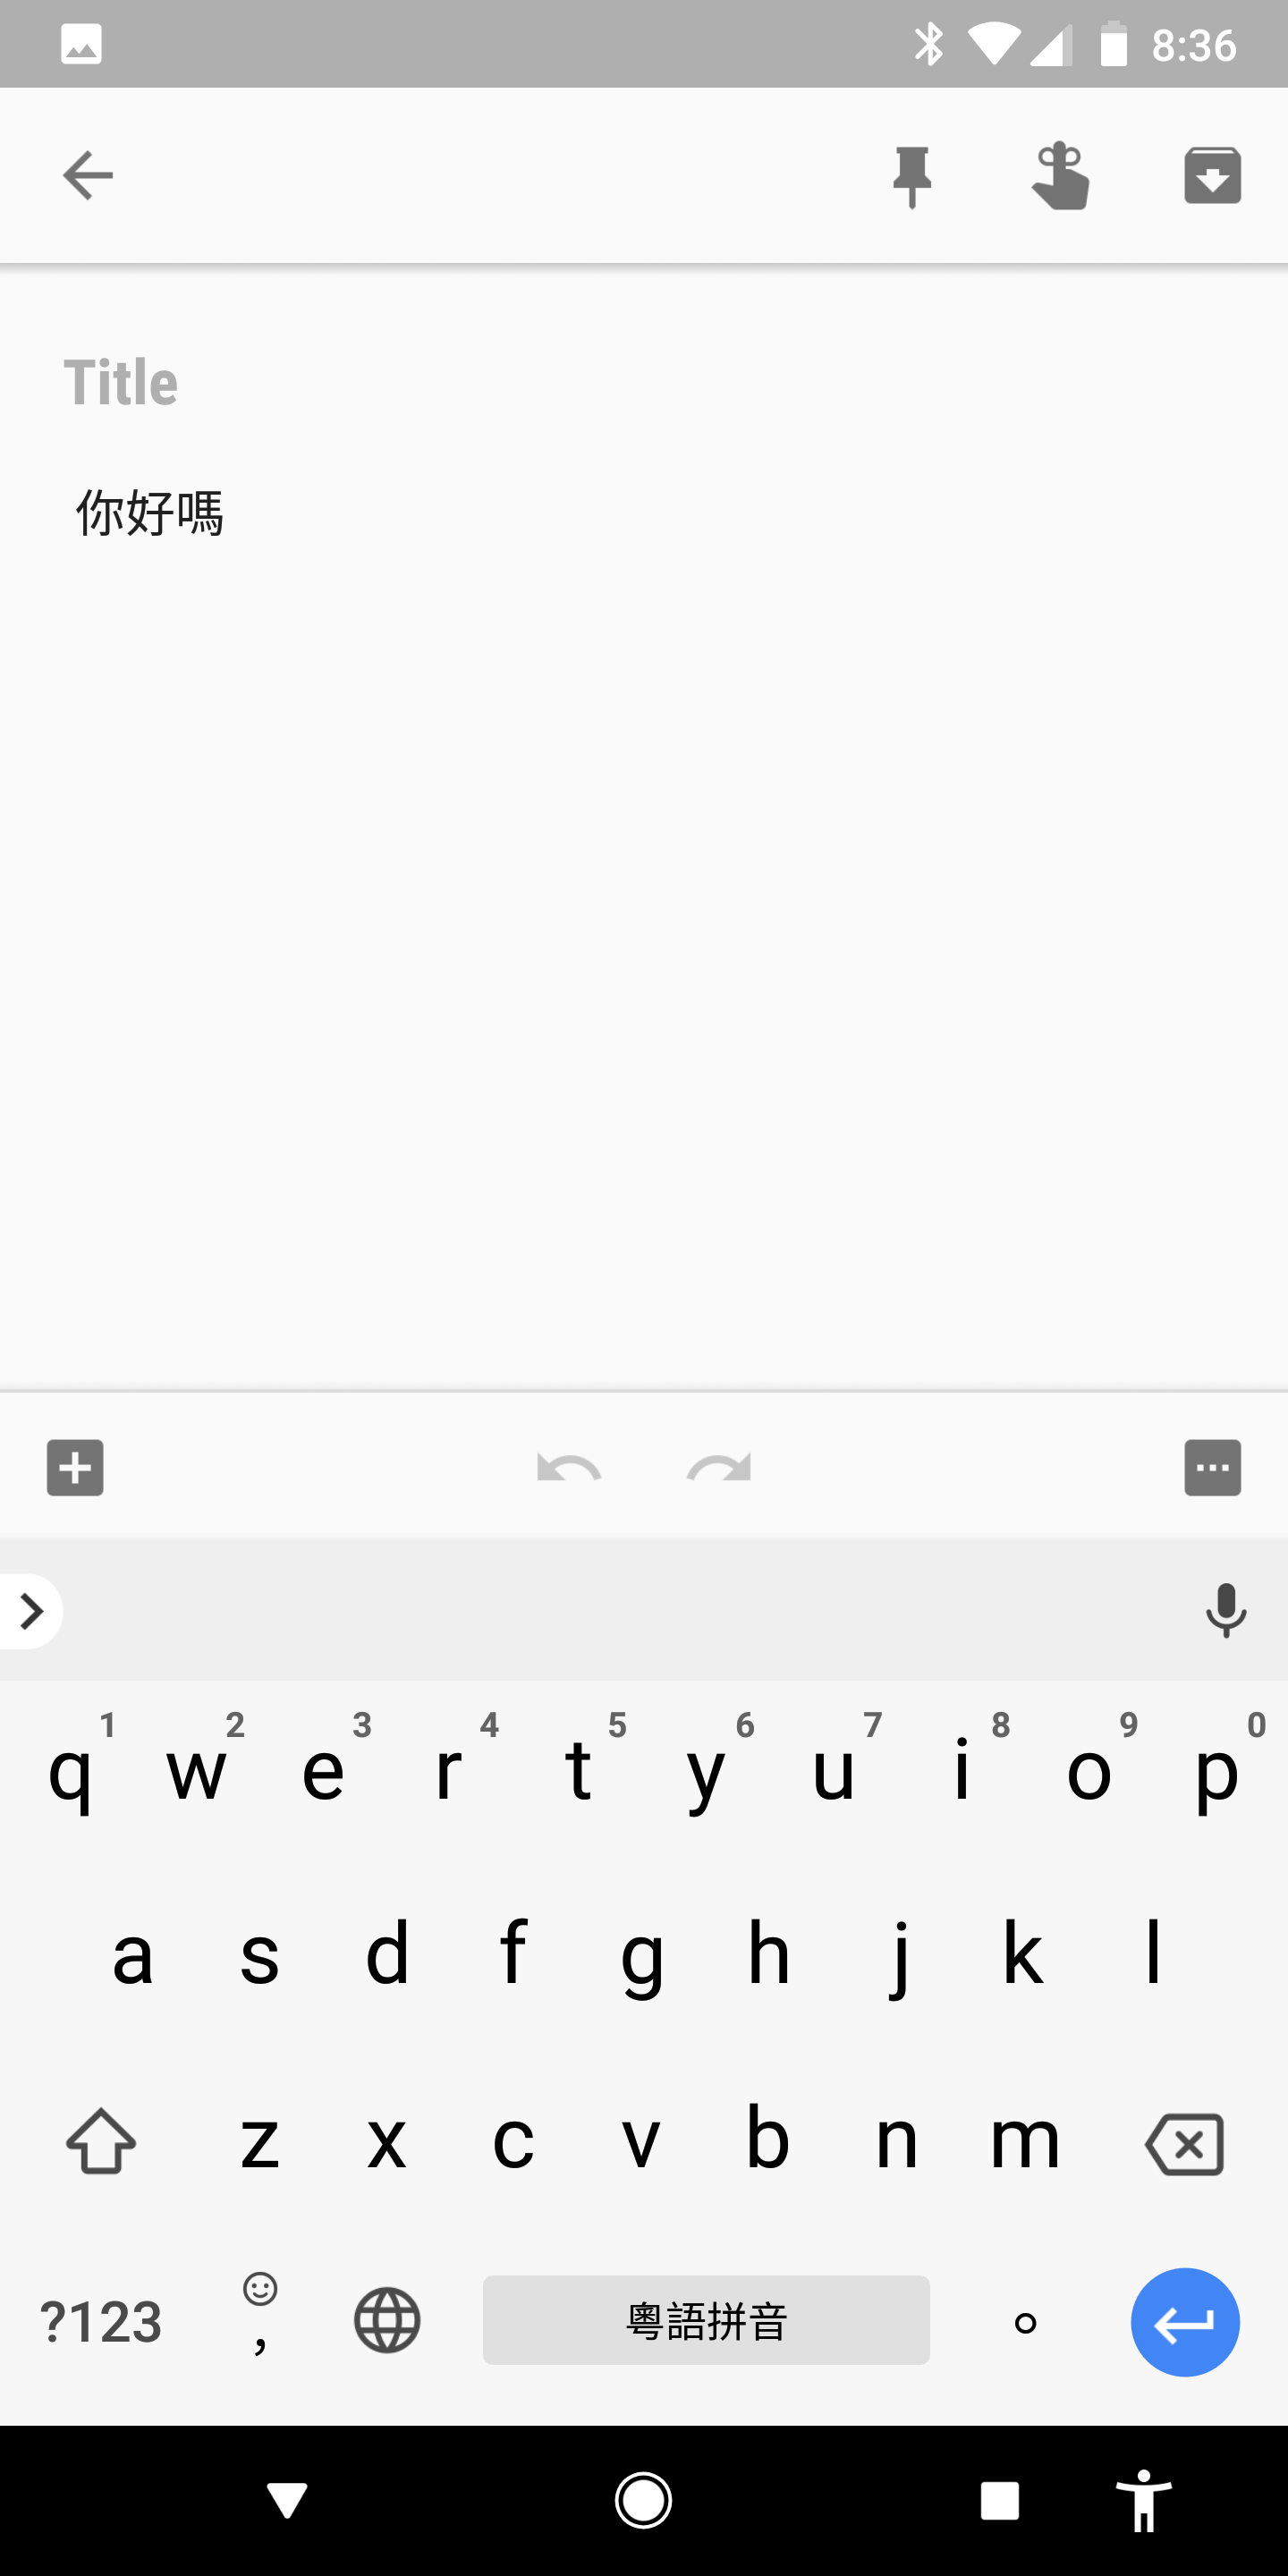 8:36
Title
你好嗎
1 2 3 4 5 6 7 8 9 0
q w e r t y u i o p
a s d f g h j k l
z x c v b n m
?123 , 粵語拼音 。